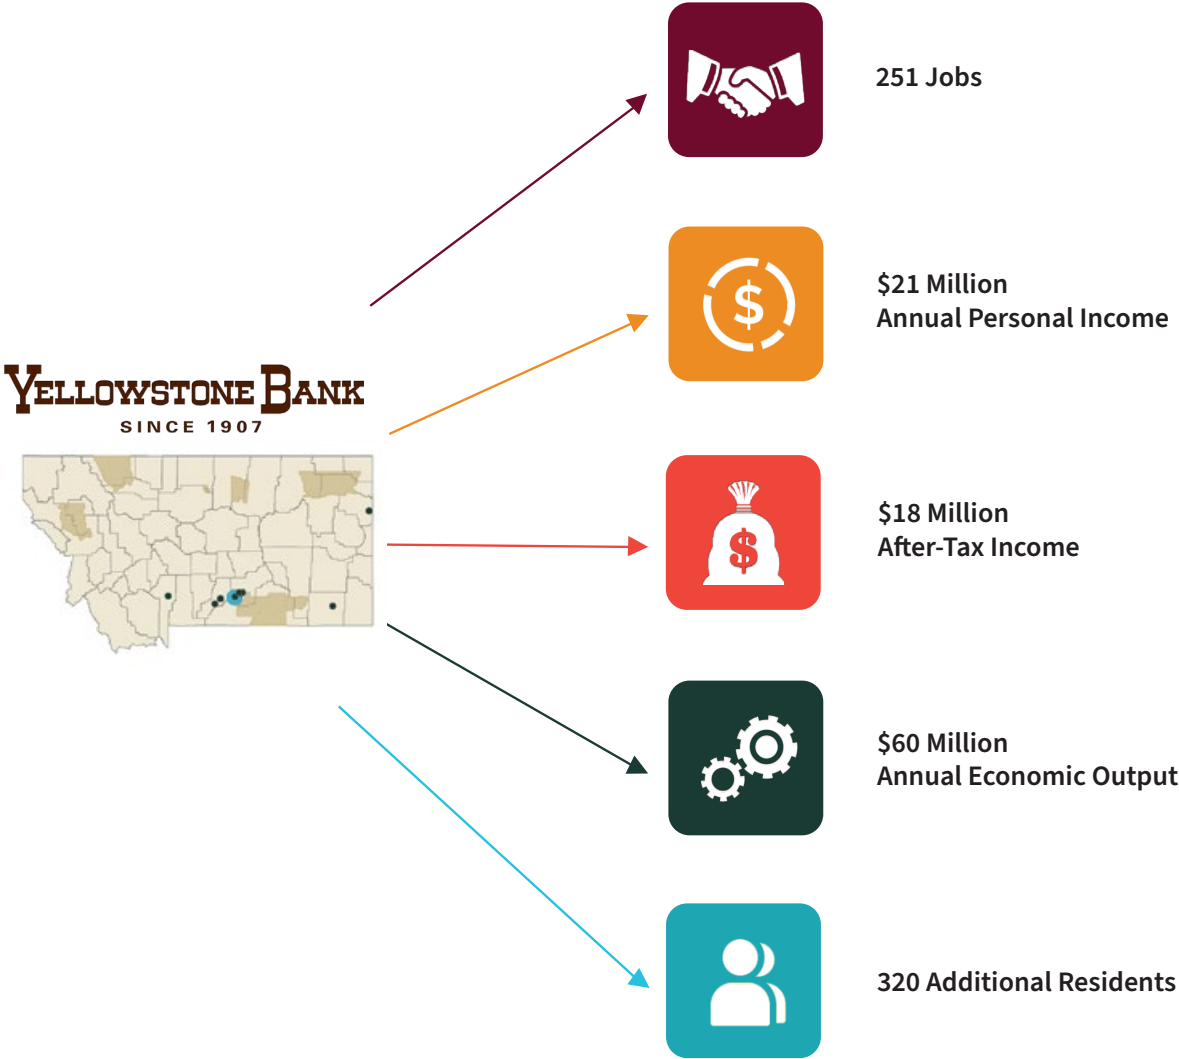 251 Jobs
$21 Million
Annual Personal Income
YELLOWSTONE BANK
SINCE 1907
$18 Million
After-Tax Income
$60 Million
Annual Economic Output
320 Additional Residents